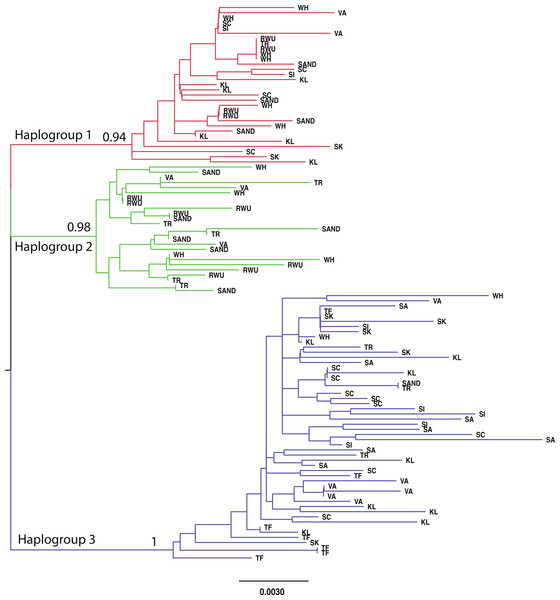 WH
VA
WH
SC
SI
VA
RWU
TR
RWU
WH
WH
SAND
SC
SI
KL
KL
KL
SC
SAND
WH
RWU
RWU
SAND
WH
SAND
KL
KL
Haplogroup 1 0.94
SK
SC
SK
KL
WH
SAND
VA
TR
VA
WH
RWU
RWU
RWU
RWU
SAND
TR
0.98
SAND
TR
SAND
Haplogroup 2
VA
SAND
WH
WH
RWU
RWU
RWU
TR
TR
SAND
WH
VA
SA
TF
SK
SK
SI
SK
WH
KL
TR
SK
KL
SA
SC
KL
SC
SAND
TR
SC
SC
SC
SI
SI
SA
SI
SA
SC
SA
SI
SA
TR
KL
SA
SC
TF
VA
VA
VA
VA
VA
KL
KL
SC
KL
TF
KL
TF
Haplogroup 3 1
SK
TF
TF
TF
0.0030